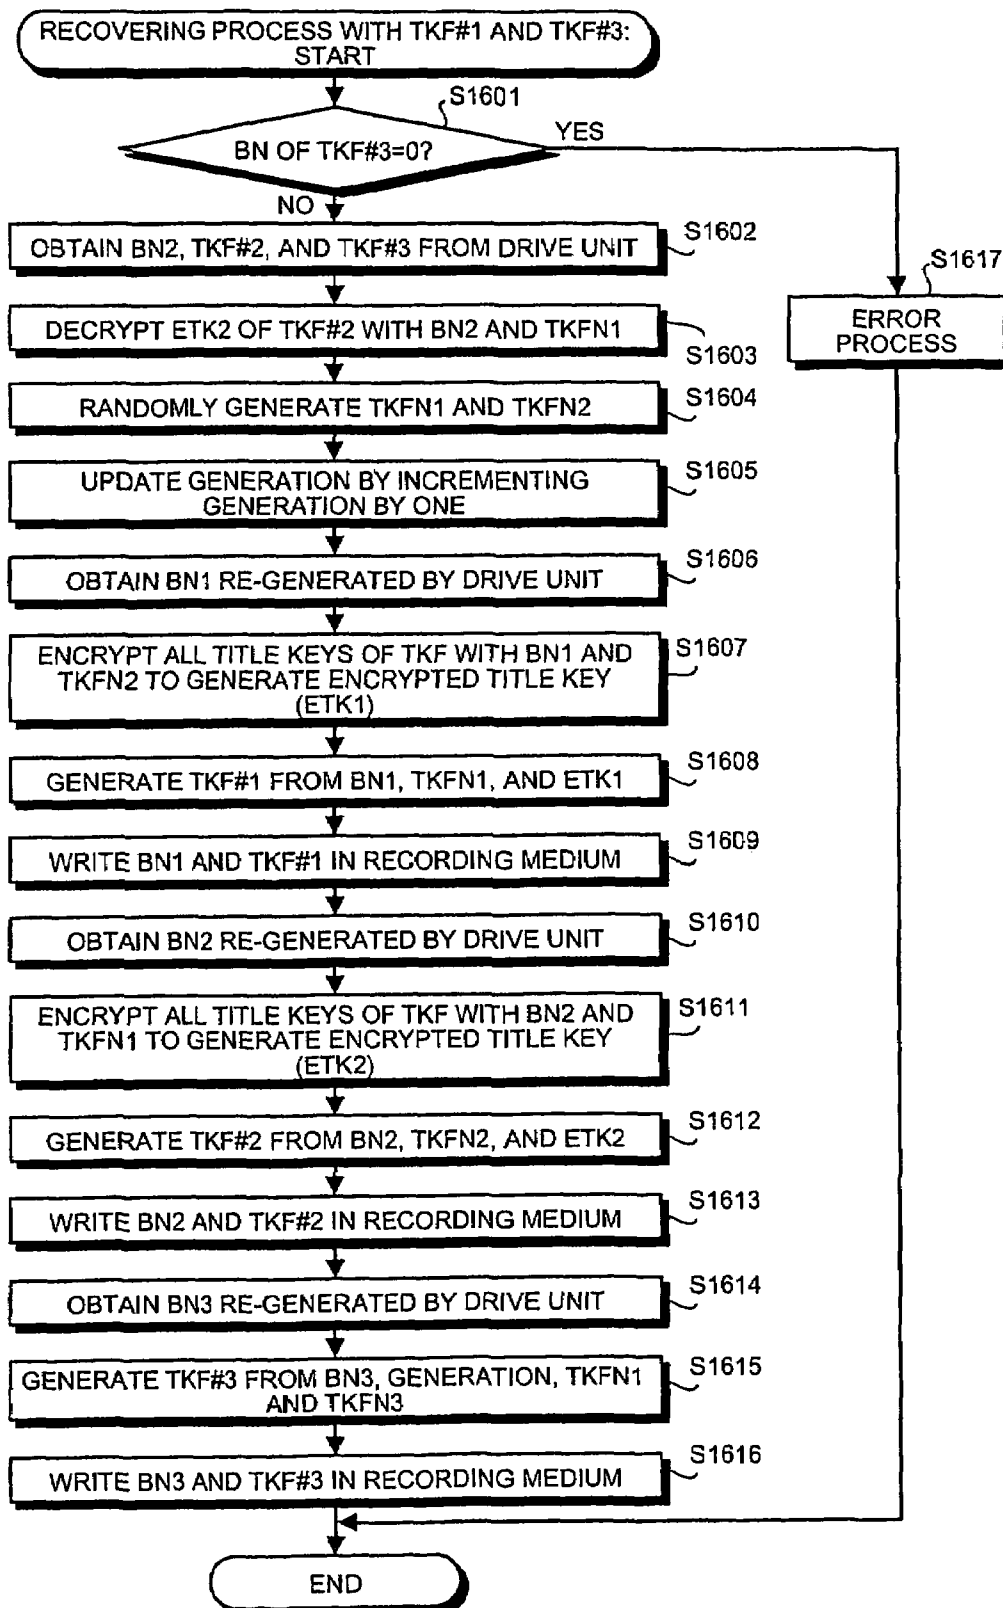 RECOVERING PROCESS WITH TKF#1 AND TKF#3:
START
S1601
BN OF TKF#3=0?
YES
NO
OBTAIN BN2, TKF#2, AND TKF#3 FROM DRIVE UNIT
S1602
S1617
ERROR
PROCESS
DECRYPT ETK2 OF TKF#2 WITH BN2 AND TKFN1
S1603
RANDOMLY GENERATE TKFN1 AND TKFN2
S1604
UPDATE GENERATION BY INCREMENTING
GENERATION BY ONE
S1605
OBTAIN BN1 RE-GENERATED BY DRIVE UNIT
S1606
ENCRYPT ALL TITLE KEYS OF TKF WITH BN1 AND
TKFN2 TO GENERATE ENCRYPTED TITLE KEY
(ETK1)
S1607
GENERATE TKF#1 FROM BN1, TKFN1, AND ETK1
S1608
WRITE BN1 AND TKF#1 IN RECORDING MEDIUM
S1609
OBTAIN BN2 RE-GENERATED BY DRIVE UNIT
S1610
ENCRYPT ALL TITLE KEYS OF TKF WITH BN2 AND
TKFN1 TO GENERATE ENCRYPTED TITLE KEY
(ETK2)
S1611
GENERATE TKF#2 FROM BN2, TKFN2, AND ETK2
S1612
WRITE BN2 AND TKF#2 IN RECORDING MEDIUM
S1613
OBTAIN BN3 RE-GENERATED BY DRIVE UNIT
S1614
GENERATE TKF#3 FROM BN3, GENERATION, TKFN1
AND TKFN3
S1615
WRITE BN3 AND TKF#3 IN RECORDING MEDIUM
S1616
END